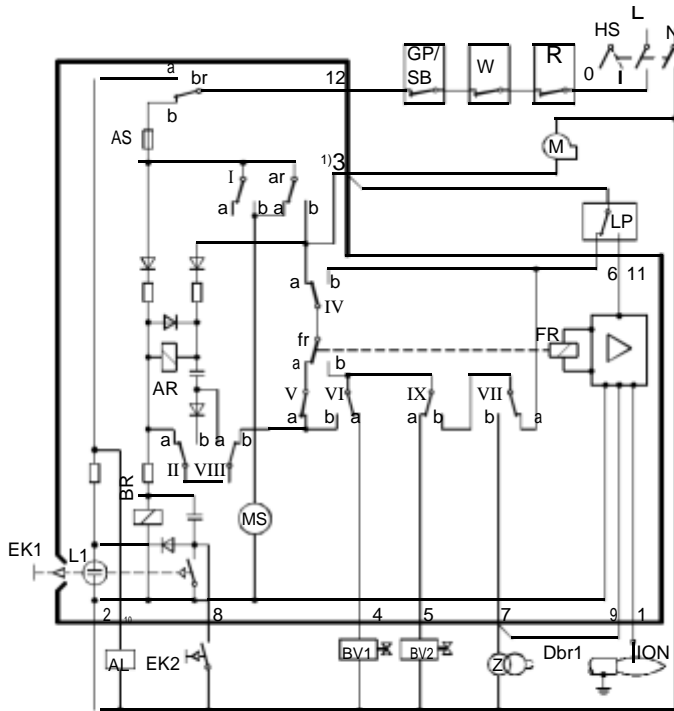 L
HS N
GP/ SB W R
0 I
a br 12
b
AS
M
1) 3
I ar
a b a b
LP
6 11
a b
IV
fr FR
AR a b
V VI IX VII
a b a b b a
a b a b
II VIII
BR
MS
EK1 L1
2 8 4 5 7 9 1
AL EK2 BV1 BV2 Z Dbr1 ION